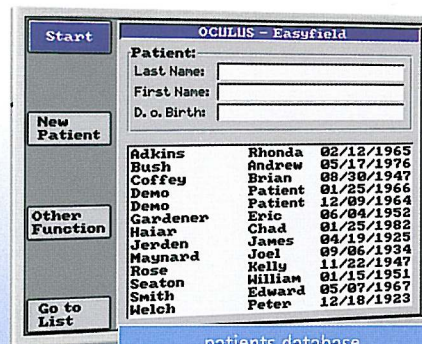 Start
New
Patient
Other
Function
Go to
List
OCULUS - Easyfield
Patient:
Last Name:
First Name:
D. o. Birth:
Adkins Rhonda 02/12/1965
Bush Andrew 05/17/1976
Coffey Brian 08/30/1947
Demo Patient 01/25/1966
Demo Patient 12/09/1964
Gardener Eric 06/04/1952
Haiar Chad 01/25/1982
Jerden James 04/19/1925
Maynard Joel 09/06/1934
Rose Kelly 11/22/1947
Seaton William 01/15/1951
Smith Edward 05/07/1967
Welch Peter 12/18/1923
patients database